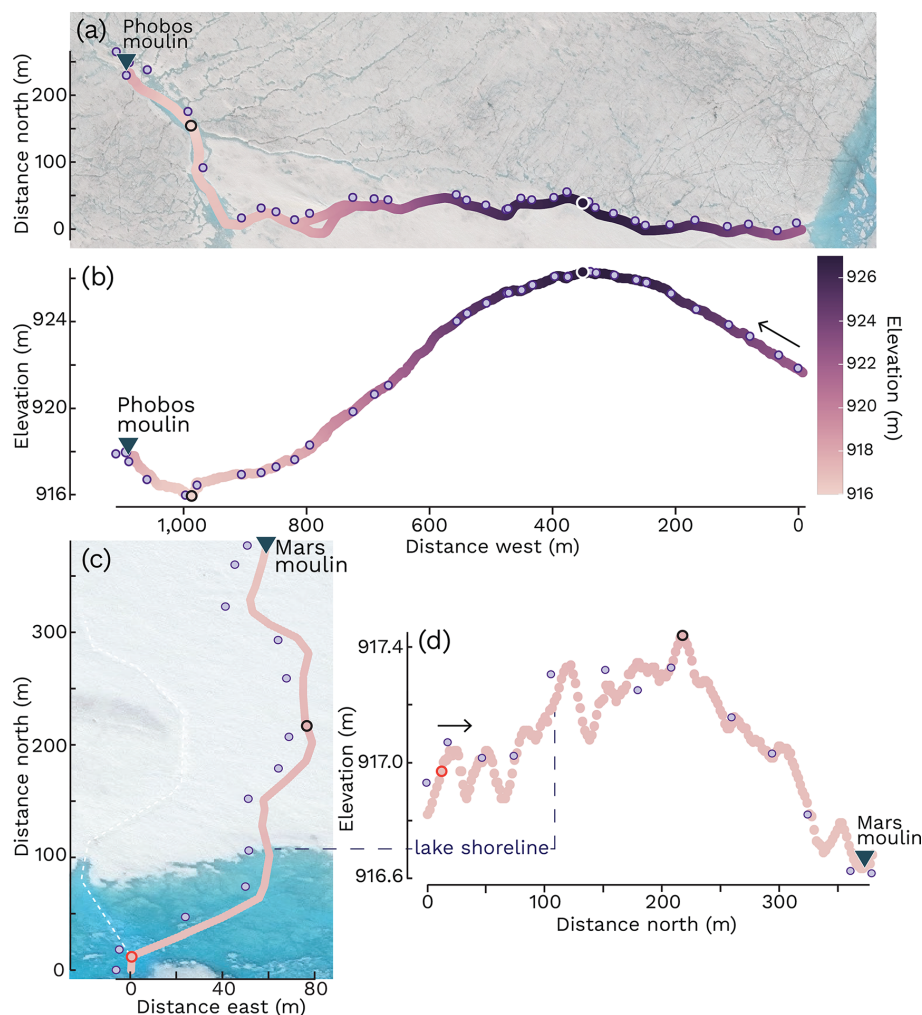 (a)
Phobos
moulin
Distance north (m)
200
100
0
(b)
Elevation (m)
924
920
916
Phobos
moulin
1,000
800
600
400
200
0
Distance west (m)
926
924
922
920
918
916
Elevation (m)
(c)
Mars
moulin
Distance north (m)
300
200
100
0
0
40
80
Distance east (m)
lake shoreline
(d)
Elevation (m)
917.4
917.0
916.6
Mars
moulin
0
100
200
300
Distance north (m)